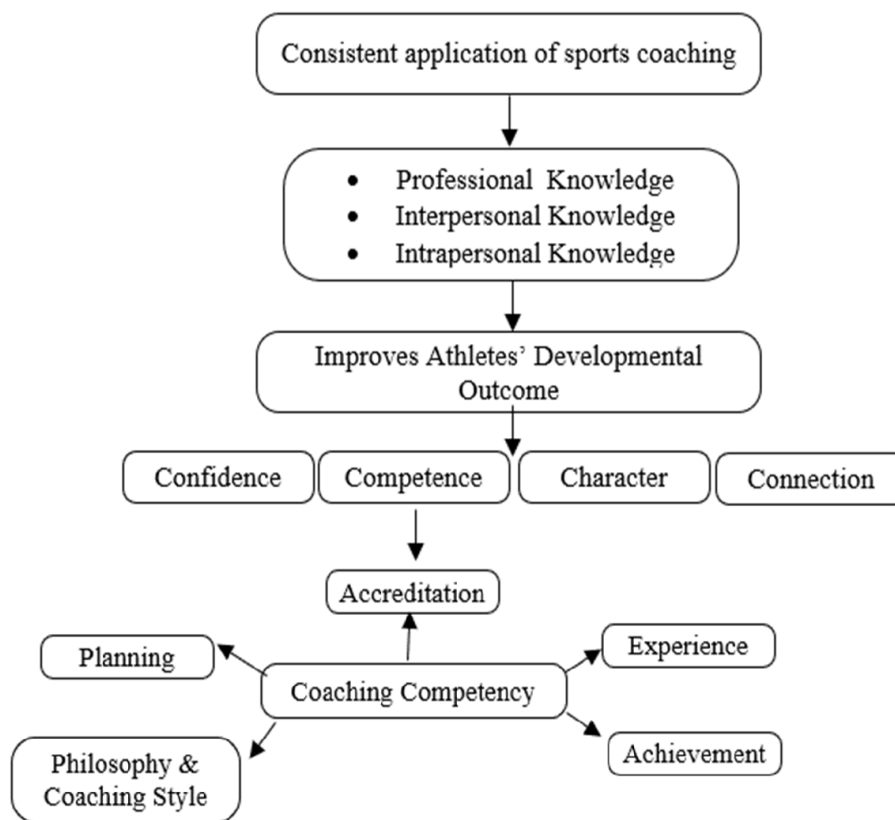 Consistent application of sports coaching
• Professional Knowledge
• Interpersonal Knowledge
• Intrapersonal Knowledge
Improves Athletes’ Developmental
Outcome
Confidence
Competence
Character
Connection
Accreditation
Planning
Experience
Coaching Competency
Philosophy &
Coaching Style
Achievement